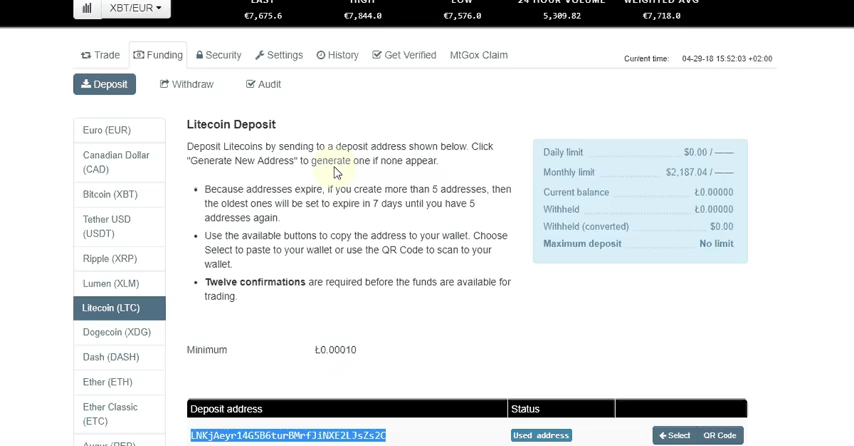 XBT/EUR
LAST HIGH LOW 24 HOUR VOLUME WEIGHTED AVG
€7,675.6 €7,844.0 €7,576.0 5,309.82 €7,718.0
Trade Funding Security Settings History Get Verified MtGox Claim
Current time: 04-29-18 15:52:03 +02:00
Deposit Withdraw Audit
Euro (EUR)
Canadian Dollar
(CAD)
Bitcoin (XBT)
Tether USD
(USDT)
Ripple (XRP)
Lumen (XLM)
Litecoin (LTC)
Dogecoin (XDG)
Dash (DASH)
Ether (ETH)
Ether Classic
(ETC)
Augur (REP)
Litecoin Deposit
Deposit Litecoins by sending to a deposit address shown below. Click
"Generate New Address" to generate one if none appear.
• Because addresses expire, if you create more than 5 addresses, then
the oldest ones will be set to expire in 7 days until you have 5
addresses again.
• Use the available buttons to copy the address to your wallet. Choose
Select to paste to your wallet or use the QR Code to scan to your
wallet.
• Twelve confirmations are required before the funds are available for
trading.
Daily limit $0.00 / ——
Monthly limit $2,187.04 / ——
Current balance Ł0.00000
Withheld Ł0.00000
Withheld (converted) $0.00
Maximum deposit No limit
Minimum Ł0.00010
Deposit address Status
LNKjAeyr14G5B6turBMrfJiNXE2LJsZs2C Used address Select QR Code